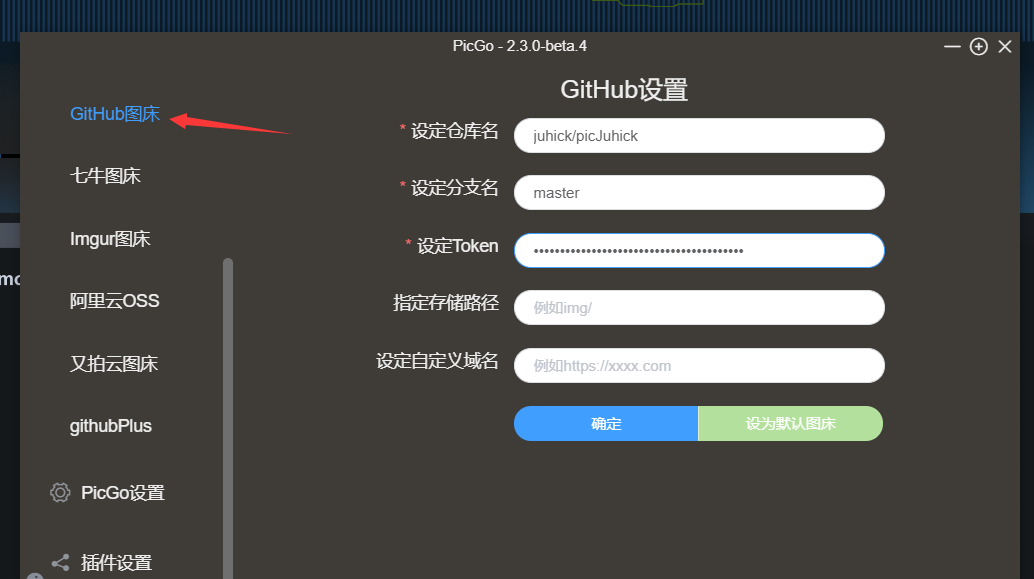 PicGo - 2.3.0-beta.4
GitHub图床
七牛图床
Imgur图床
阿里云OSS
又拍云图床
githubPlus
PicGo设置
插件设置
GitHub设置
* 设定仓库名
juhick/picJuhick
* 设定分支名
master
* 设定Token
••••••••••••••••••••••••••••••••••••••••
指定存储路径
例如img/
设定自定义域名
例如https://xxxx.com
确定
设为默认图床